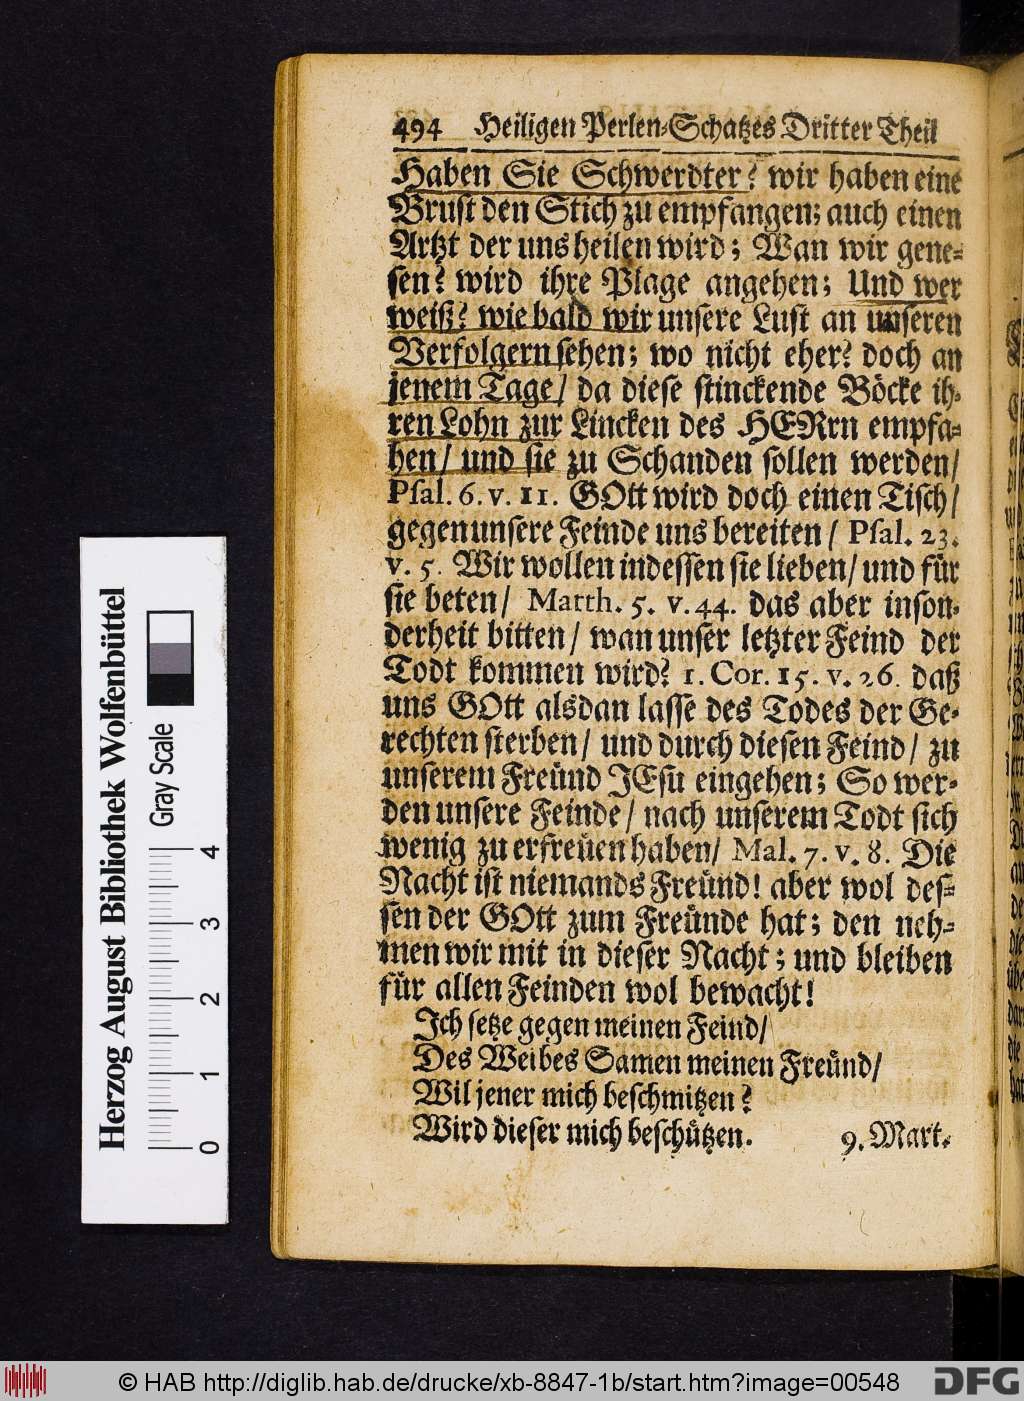 494 Heiligen Perlen-Schatzes Dritter Theil
Haben Sie Schwerdter? wir haben eine
Brust den Stich zu empfangen; auch einen
Artzt der uns heilen wird; Wan wir gene-
sen? wird ihre Plage angehen; Und wer
weiß? wie bald wir unsere Lust an unseren
Verfolgern sehen; wo nicht eher? doch an
jenem Tage/ da diese stinckende Böcke ih-
ren Lohn zur Lincken des HERrn empfa-
hen/ und sie zu Schanden sollen werden/
Psal. 6. v. 11. GOtt wird doch einen Tisch/
gegen unsere Feinde uns bereiten/ Psal. 23.
v. 5. Wir wollen indessen sie lieben/ und für
sie beten/ Matth. 5. v. 44. das aber inson-
derheit bitten/ wan unser letzter Feind der
Todt kommen wird? 1. Cor. 15. v. 26. daß
uns GOtt alsdan lasse des Todes der Ge-
rechten sterben/ und durch diesen Feind/ zu
unserem Freünd JEsu eingehen; So wer-
den unsere Feinde/ nach unserem Todt sich
wenig zu erfreüen haben/ Mal. 7. v. 8. Die
Nacht ist niemands Freünd! aber wol des-
sen der GOtt zum Freünde hat; den neh-
men wir mit in dieser Nacht; und bleiben
für allen Feinden wol bewacht!
Ich setze gegen meinen Feind/
Des Weibes Samen meinen Freünd/
Wil jener mich beschmitzen?
Wird dieser mich beschützen.
9. Mart.
Herzog August Bibliothek Wolfenbüttel
Gray Scale
0 1 2 3 4
© HAB http://diglib.hab.de/drucke/xb-8847-1b/start.htm?image=00548
DFG